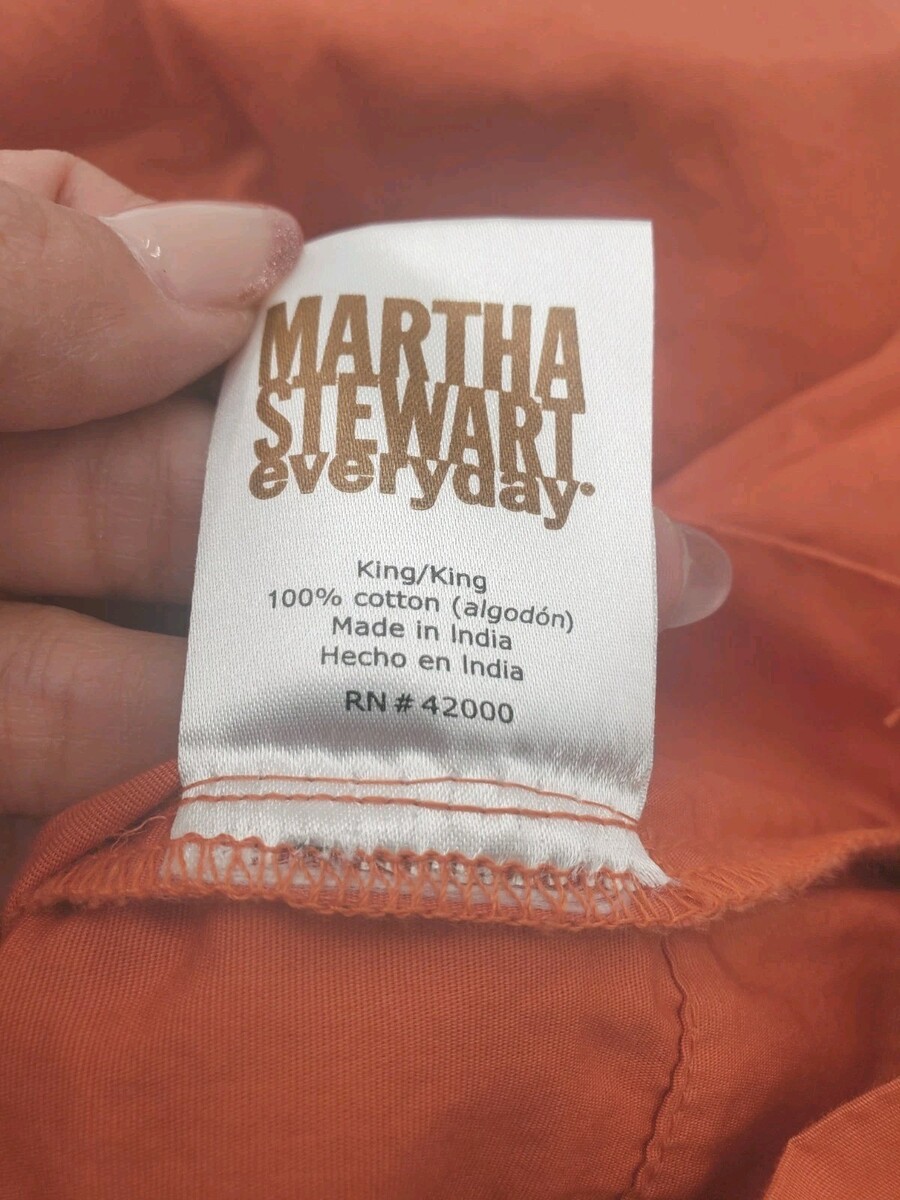 MARTHA
STEWART
everyday
King/King
100% cotton (algodón)
Made in India
Hecho en India
RN # 42000